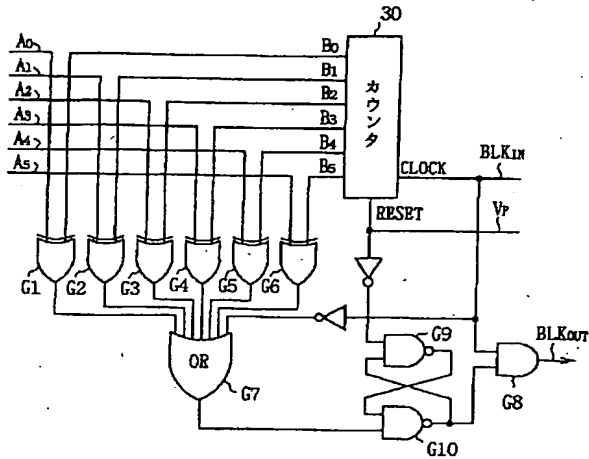 30
A0
A1
A2
A3
A4
A5
B0
B1
B2
B3
B4
B5
カウンタ
CLOCK
BLKIN
RESET
VP
G1
G2
G3
G4
G5
G6
OR
G7
G9
G10
G8
BLKOUT